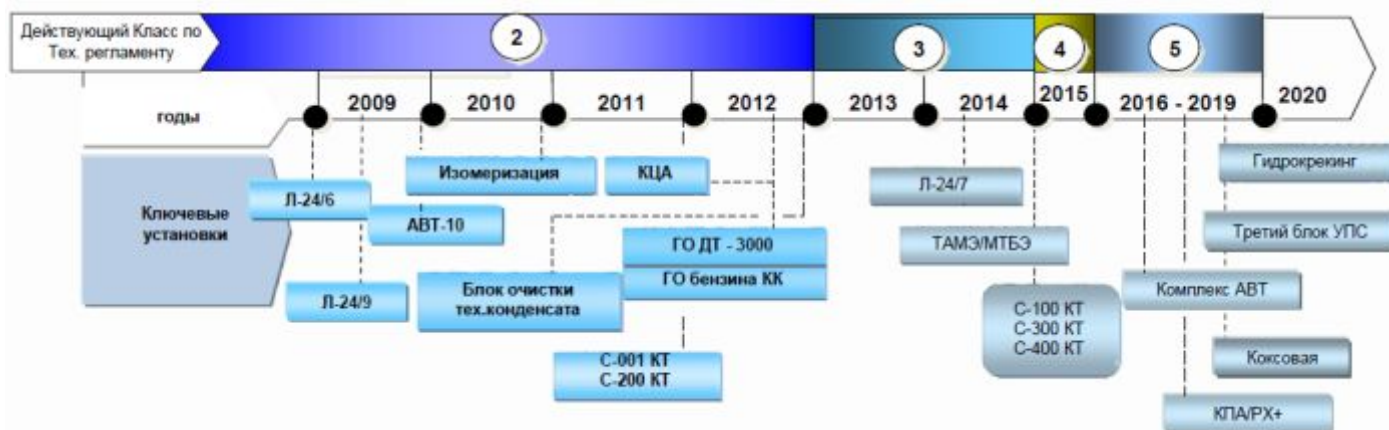 Действующий Класс по
Тех. регламенту
2
3
4
5
годы
2009
2010
2011
2012
2013
2014
2015
2016 - 2019
2020
Ключевые
установки
Л-24/6
Л-24/9
АВТ-10
Изомеризация
КЦА
Блок очистки
тех.конденсата
ГО ДТ - 3000
ГО бензина КК
С-001 КТ
С-200 КТ
Л-24/7
ТАМЭ/МТБЭ
С-100 КТ
С-300 КТ
С-400 КТ
Гидрокрекинг
Третий блок УПС
Комплекс АВТ
Коксовая
КПА/РХ+